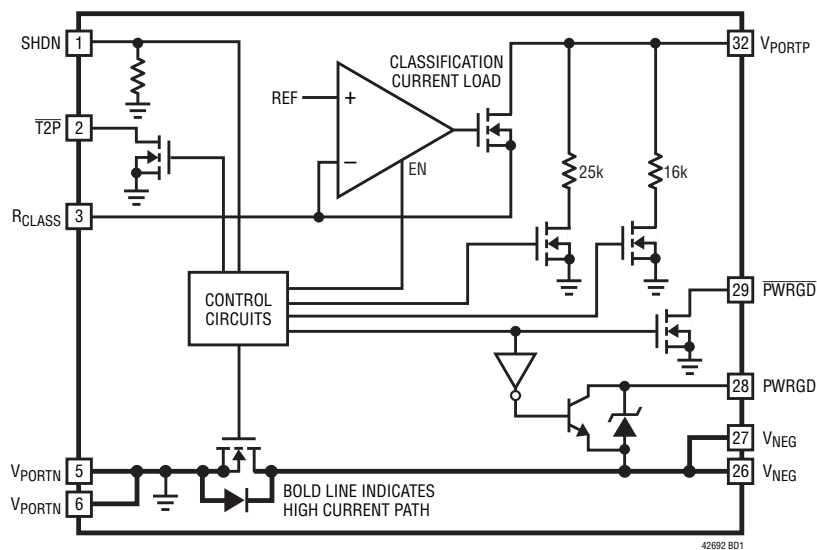 SHDN 1
T2P 2
RCLASS 3
VPORTN 5
VPORTN 6
REF
+
−
EN
CLASSIFICATION
CURRENT LOAD
25k
16k
CONTROL
CIRCUITS
32 VPORTP
29 PWRGD
28 PWRGD
27 VNEG
26 VNEG
BOLD LINE INDICATES
HIGH CURRENT PATH
42692 BD1